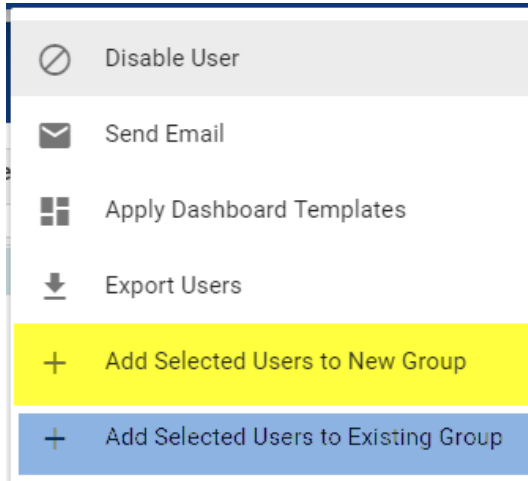 Disable User
Send Email
Apply Dashboard Templates
Export Users
Add Selected Users to New Group
Add Selected Users to Existing Group